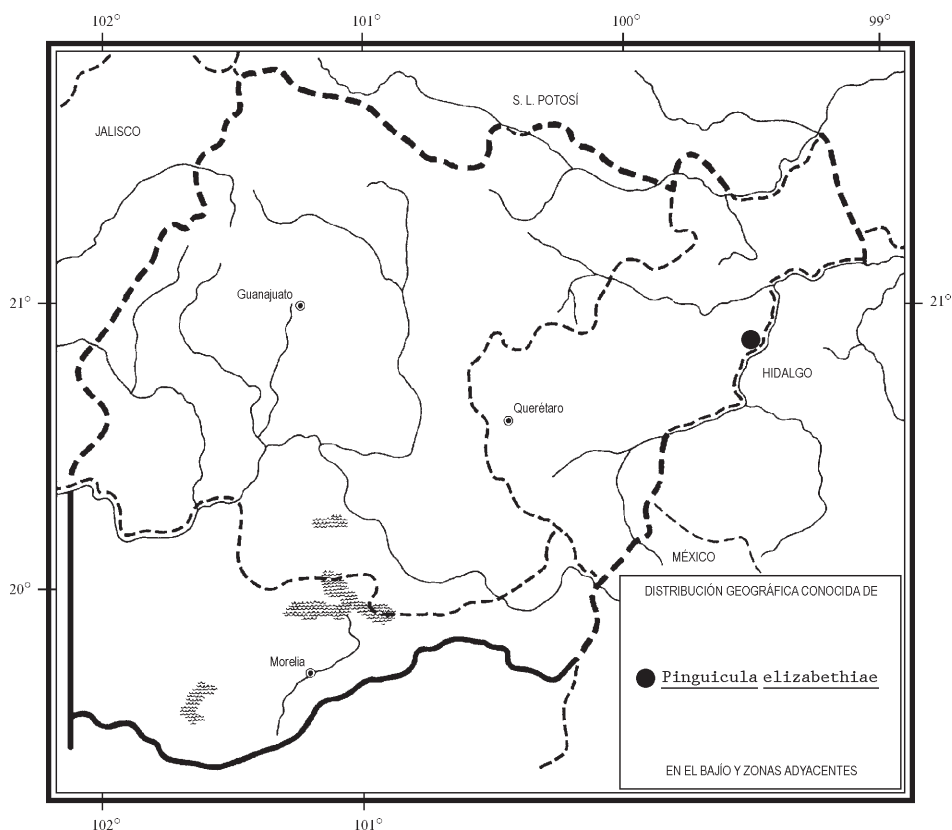 102° 101° 100° 99°
S. L. POTOSÍ
JALISCO
Guanajuato
21° 21°
HIDALGO
Querétaro
MÉXICO
20°
DISTRIBUCIÓN GEOGRÁFICA CONOCIDA DE
Morelia
Pinguicula elizabethiae
EN EL BAJÍO Y ZONAS ADYACENTES
102° 101°